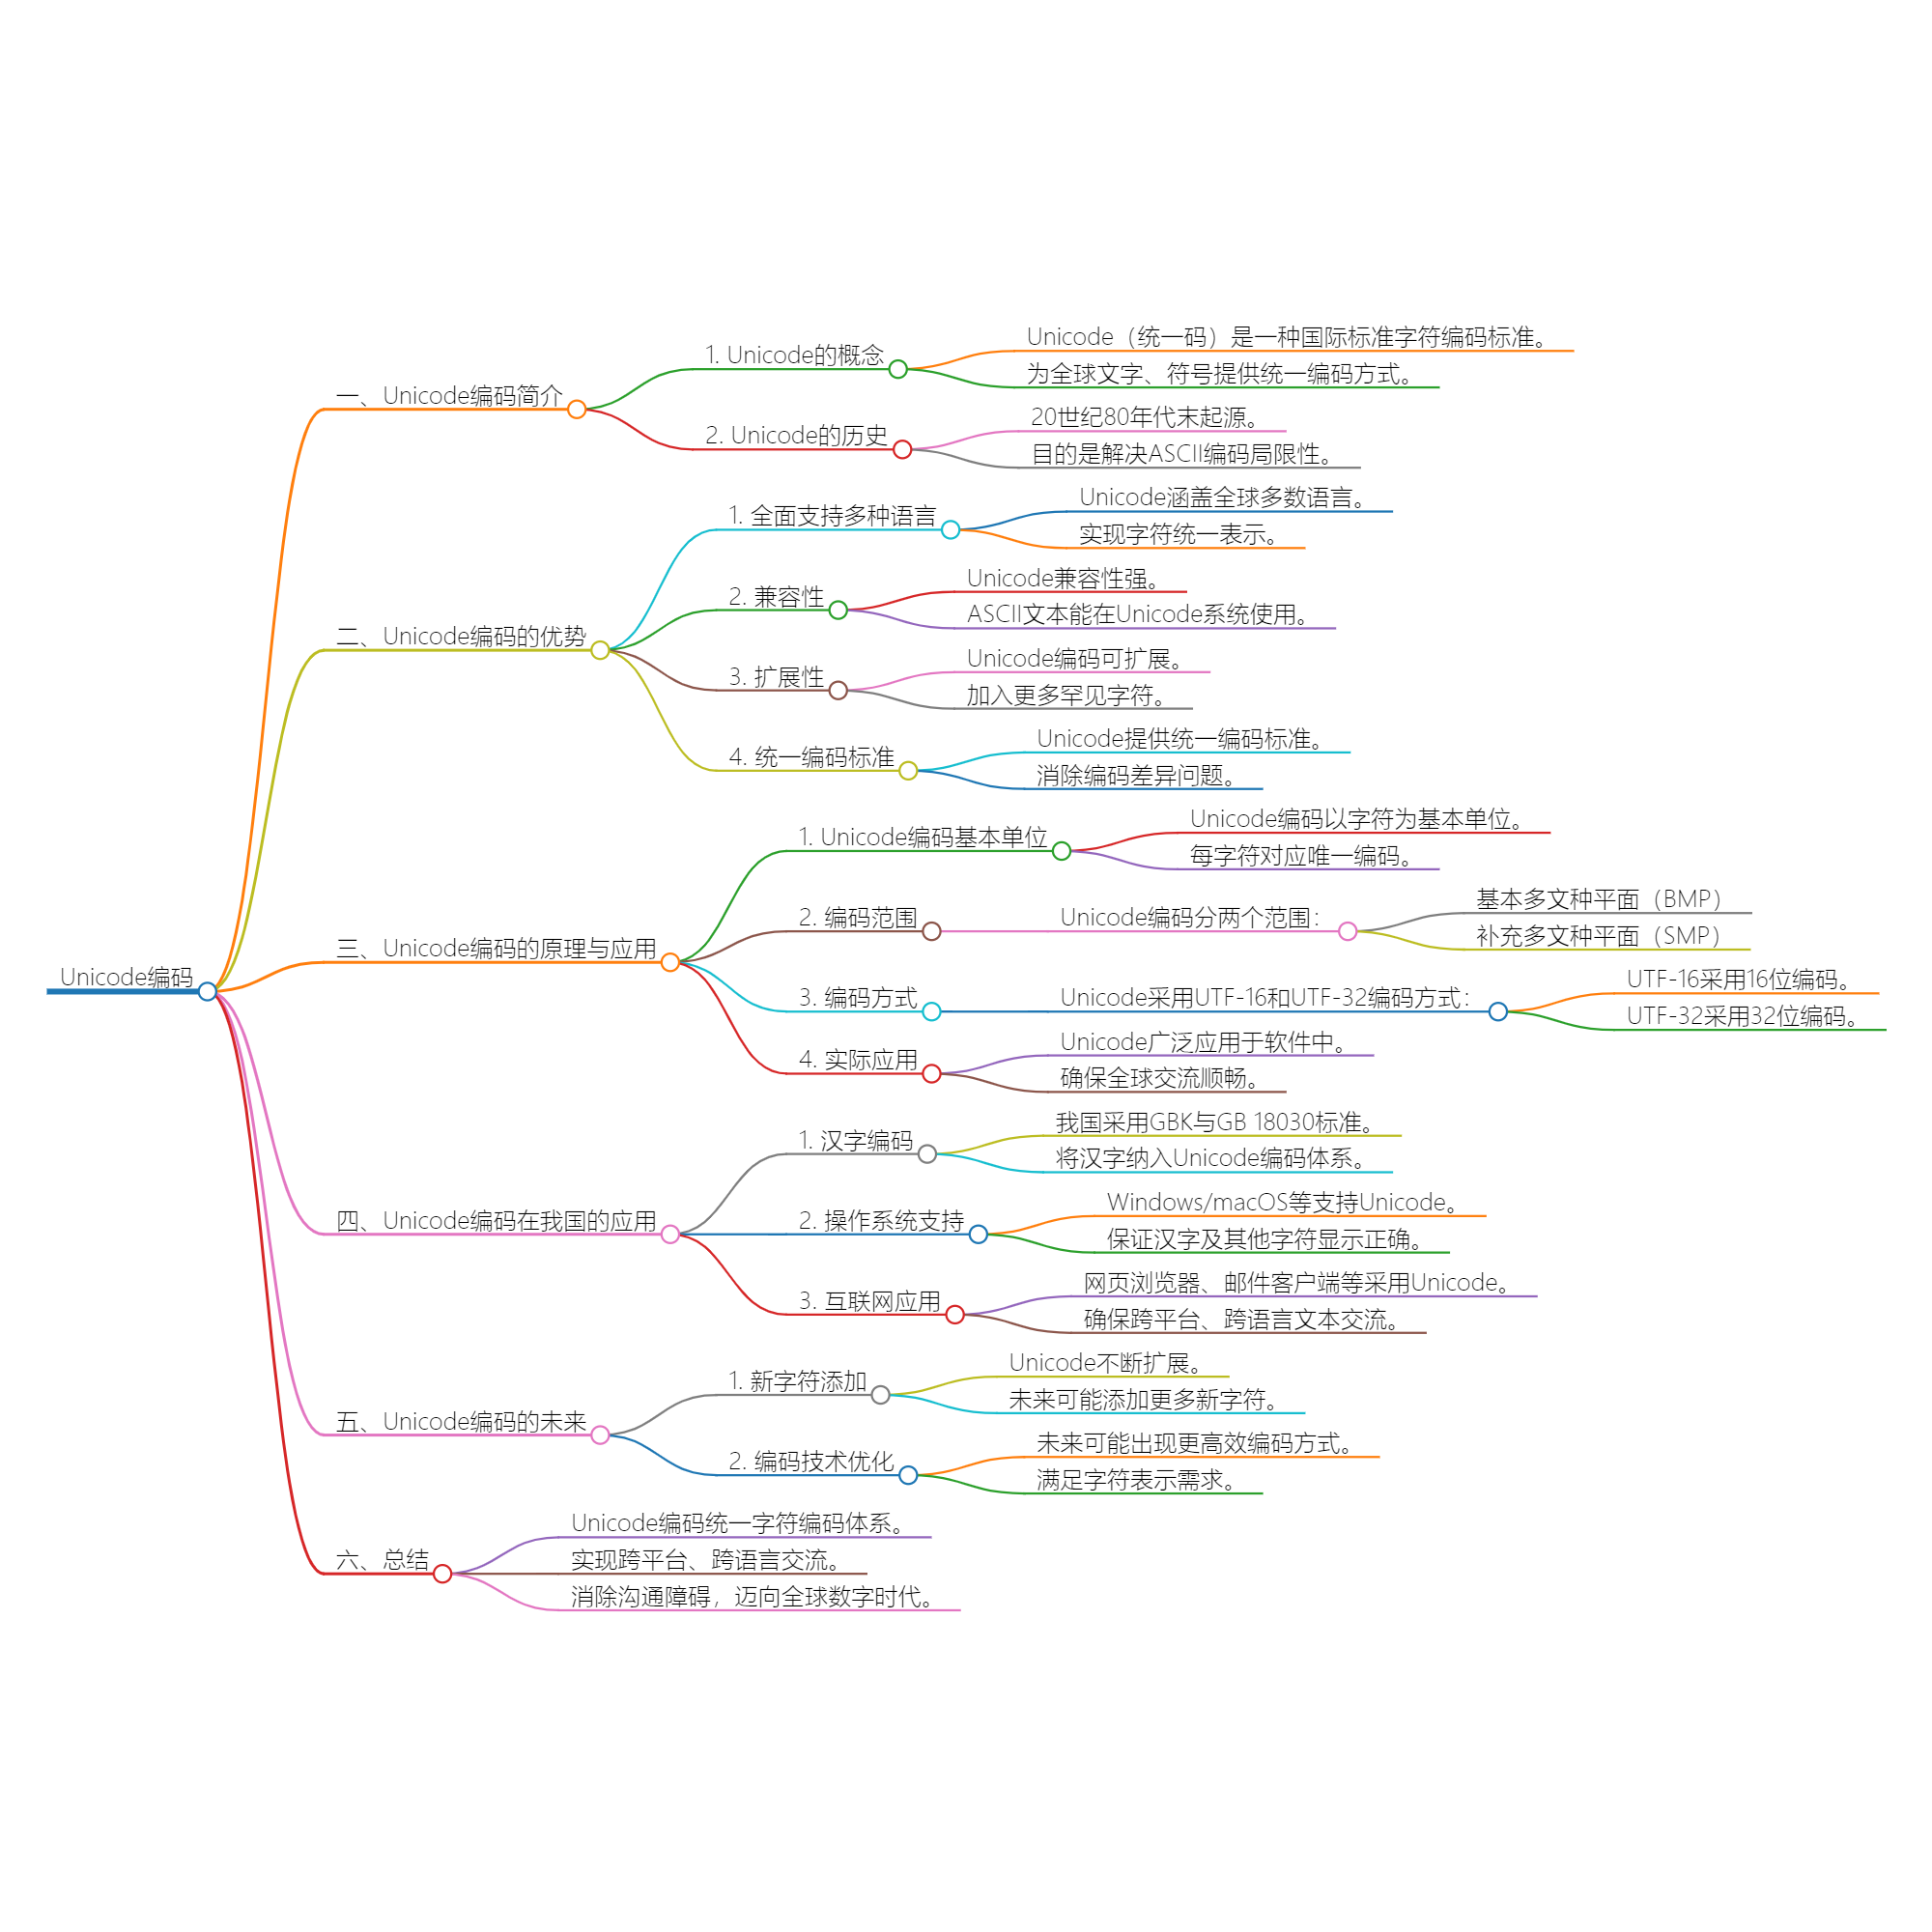 Unicode编码
一、Unicode编码简介
1. Unicode的概念
Unicode（统一码）是一种国际标准字符编码标准。
为全球文字、符号提供统一编码方式。
2. Unicode的历史
20世纪80年代末起源。
目的是解决ASCII编码局限性。
二、Unicode编码的优势
1. 全面支持多种语言
Unicode涵盖全球多数语言。
实现字符统一表示。
2. 兼容性
Unicode兼容性强。
ASCII文本能在Unicode系统使用。
3. 扩展性
Unicode编码可扩展。
加入更多罕见字符。
4. 统一编码标准
Unicode提供统一编码标准。
消除编码差异问题。
三、Unicode编码的原理与应用
1. Unicode编码基本单位
Unicode编码以字符为基本单位。
每字符对应唯一编码。
2. 编码范围
Unicode编码分两个范围：
基本多文种平面（BMP）
补充多文种平面（SMP）
3. 编码方式
Unicode采用UTF-16和UTF-32编码方式：
UTF-16采用16位编码。
UTF-32采用32位编码。
4. 实际应用
Unicode广泛应用于软件中。
确保全球交流顺畅。
四、Unicode编码在我国的应用
1. 汉字编码
我国采用GBK与GB 18030标准。
将汉字纳入Unicode编码体系。
2. 操作系统支持
Windows/macOS等支持Unicode。
保证汉字及其他字符显示正确。
3. 互联网应用
网页浏览器、邮件客户端等采用Unicode。
确保跨平台、跨语言文本交流。
五、Unicode编码的未来
1. 新字符添加
Unicode不断扩展。
未来可能添加更多新字符。
2. 编码技术优化
未来可能出现更高效编码方式。
满足字符表示需求。
六、总结
Unicode编码统一字符编码体系。
实现跨平台、跨语言交流。
消除沟通障碍，迈向全球数字时代。